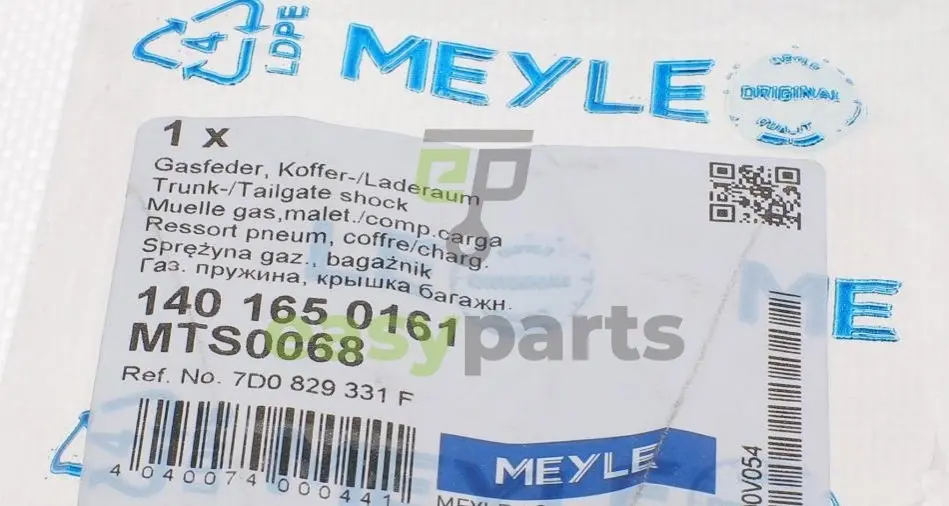 4
LDPE
MEYLE
ORIGINAL
1 x
Gasfeder, Koffer-/Laderaum
Trunk-/Tailgate shock
Muelle gas,malet./comp.carga
Ressort pneum, coffre/charg.
Sprężyna gaz., bagażnik
Газ. пружина, крышка багажн.
140 165 0161
MTS0068
easyparts
Ref. No. 7D0 829 331 F
4 040074 000441
MEYLE
ME